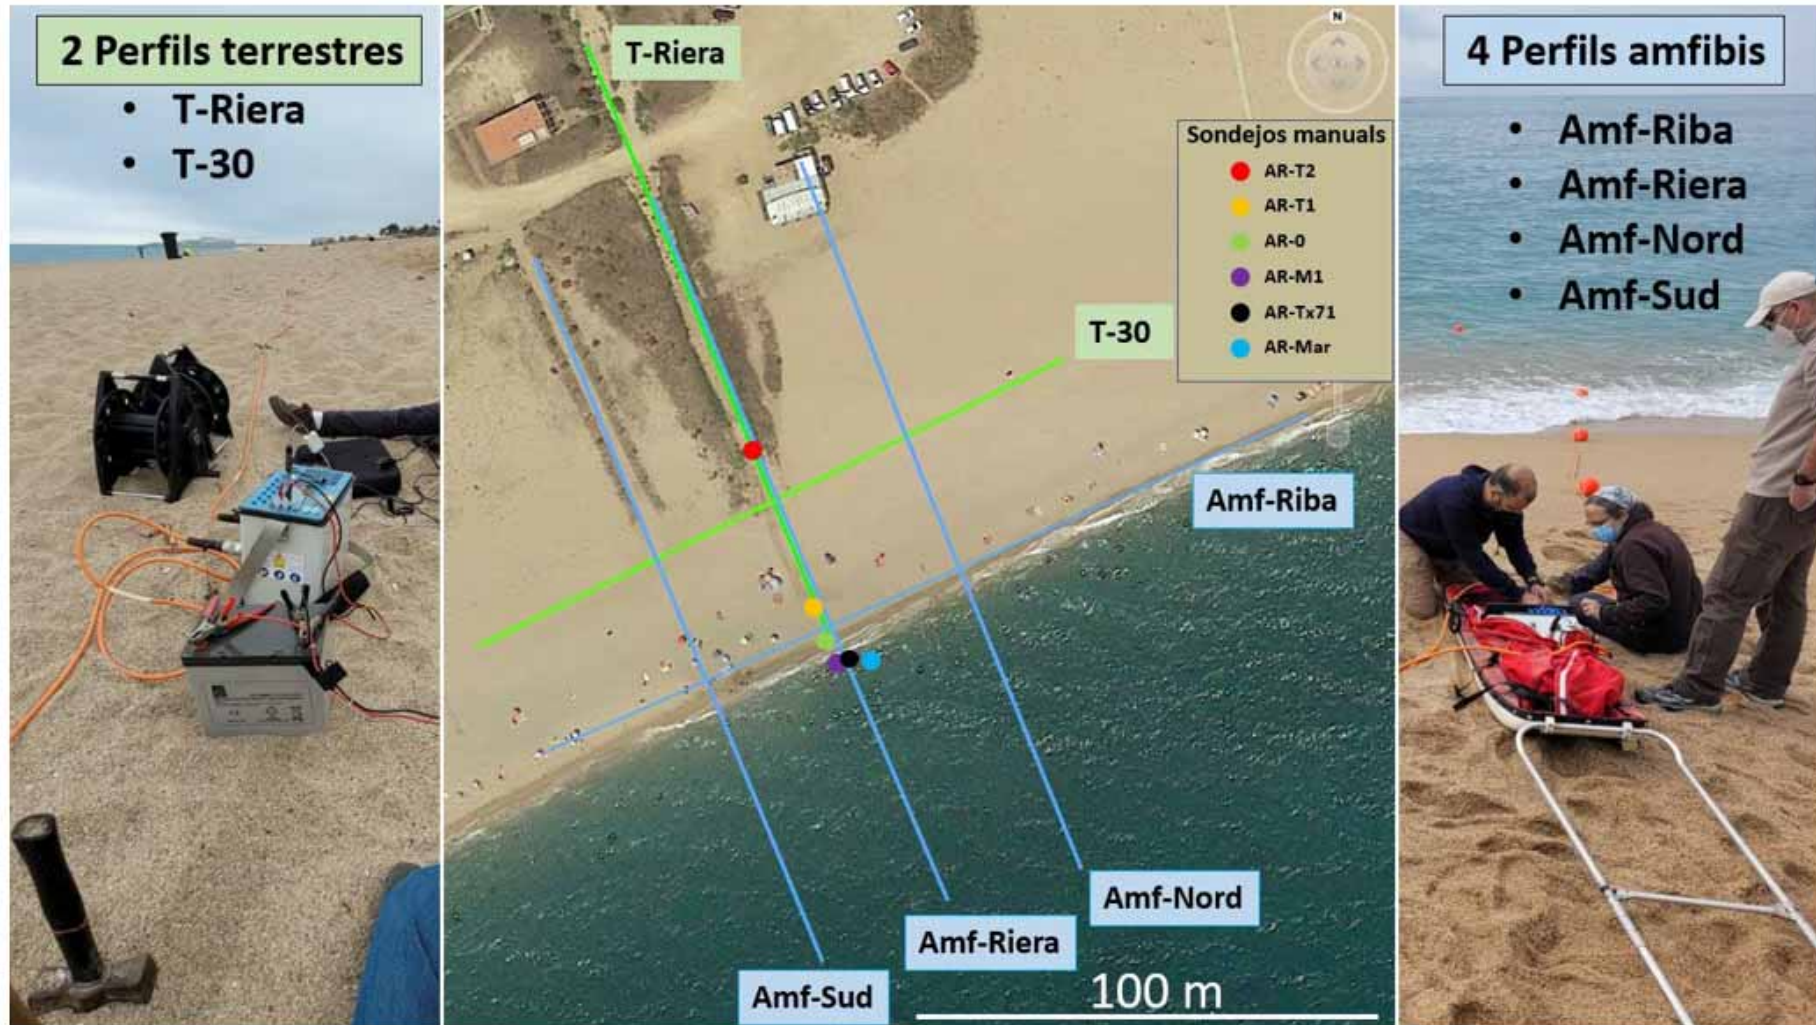 2 Perfils terrestres
• T-Riera
• T-30
T-Riera
N
Sondejos manuals
AR-T2
AR-T1
AR-0
AR-M1
AR-Tx71
AR-Mar
T-30
Amf-Riba
Amf-Nord
Amf-Riera
Amf-Sud
100 m
4 Perfils amfibis
• Amf-Riba
• Amf-Riera
• Amf-Nord
• Amf-Sud